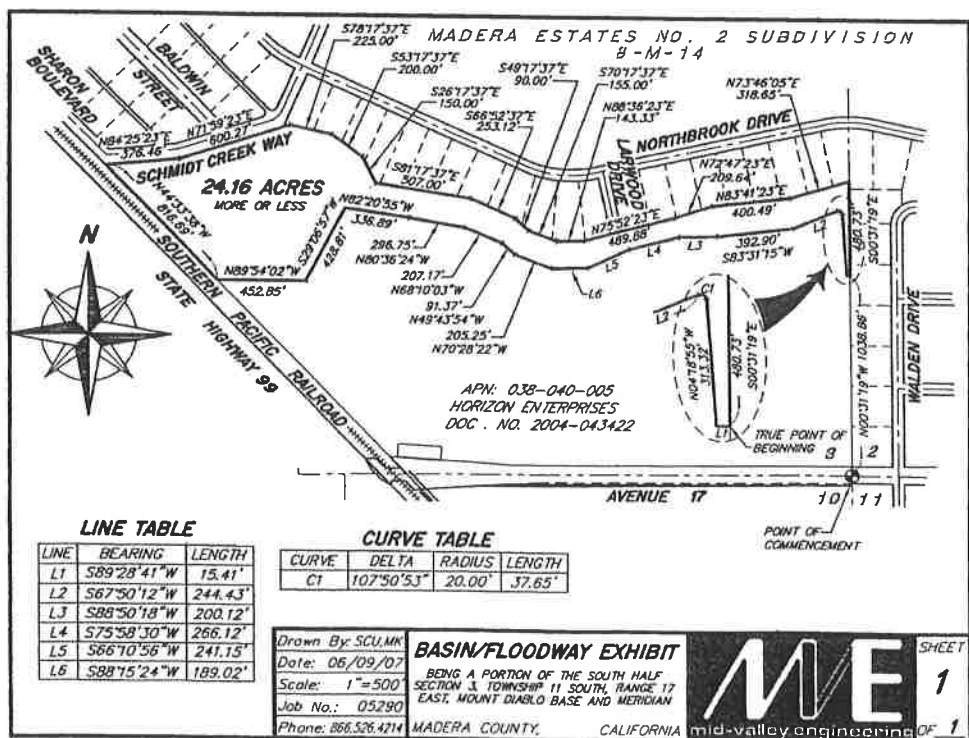 MADERA ESTATES NO. 2 SUBDIVISION
8-M-14
S78°17'37"E
225.00'
S53°17'37"E
200.00'
S26°17'37"E
150.00'
S66°52'37"E
253.12'
S49°17'37"E
90.00'
S70°17'37"E
155.00'
N88°36'23"E
143.33'
N73°46'05"E
318.65'
SHARON
BOULEVARD
BALDWIN
STREET
N84°25'23"E
376.46'
N71°59'23"E
600.27'
SCHMIDT CREEK WAY
NORTHBROOK DRIVE
LARWOOD
DRIVE
N72°47'23"E
209.64'
N83°41'23"E
400.49'
S81°17'37"E
507.00'
24.16 ACRES
MORE OR LESS
N44°33'38"W
816.69'
N82°20'55"W
336.89'
S29°06'57"W
428.81'
N75°52'23"E
489.68'
L2
480.73'
S00°31'19"E
L3
392.90'
S83°31'15"W
L4
L5
L6
296.75'
N80°36'24"W
207.17'
N68°10'03"W
91.37'
N49°43'54"W
205.25'
N70°28'22"W
N89°54'02"W
452.85'
N
SOUTHERN PACIFIC RAILROAD
STATE HIGHWAY 99
C1
L2
N04°18'55"W
313.32'
480.73'
S00°31'19"E
L1
TRUE POINT OF
BEGINNING
N00°31'19"W 1038.86'
WALDEN DRIVE
APN: 038-040-005
HORIZON ENTERPRISES
DOC . NO. 2004-043422
3 2
AVENUE 17
10 11
POINT OF
COMMENCEMENT
LINE TABLE
LINE BEARING LENGTH
L1 S89°28'41"W 15.41'
L2 S67°50'12"W 244.43'
L3 S88°50'18"W 200.12'
L4 S75°58'30"W 266.12'
L5 S66°10'56"W 241.15'
L6 S88°15'24"W 189.02'
CURVE TABLE
CURVE DELTA RADIUS LENGTH
C1 107°50'53" 20.00' 37.65'
Drawn By: SCU,MK
Date: 06/09/07
Scale: 1"=500'
Job No.: 05290
Phone: 866.526.4214
BASIN/FLOODWAY EXHIBIT
BEING A PORTION OF THE SOUTH HALF
SECTION 3, TOWNSHIP 11 SOUTH, RANGE 17
EAST, MOUNT DIABLO BASE AND MERIDIAN
MADERA COUNTY, CALIFORNIA
MVE
mid-valley engineering
SHEET
1
OF 1